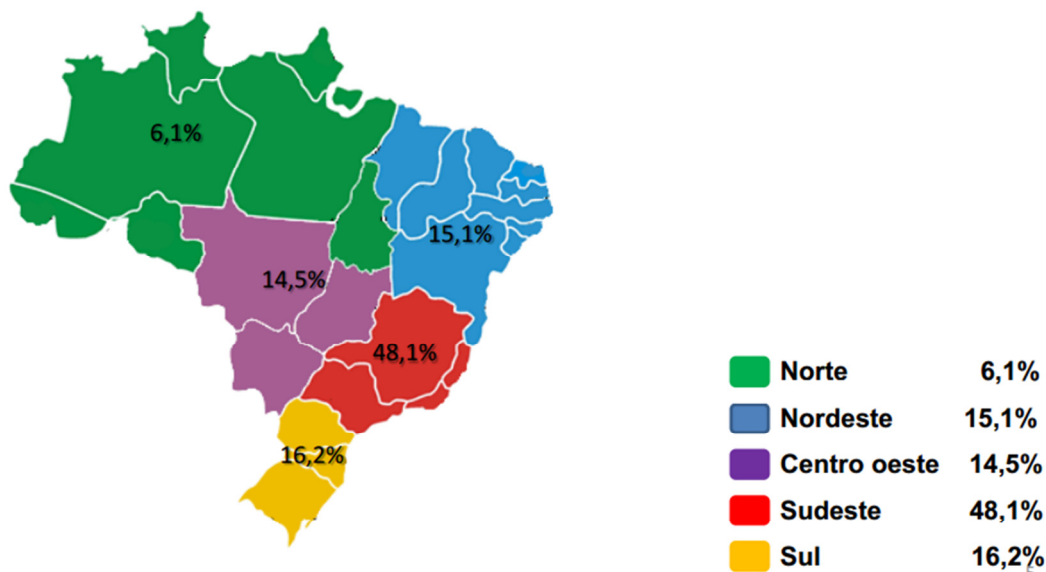 6,1%
15,1%
14,5%
48,1%
16,2%
Norte 6,1%
Nordeste 15,1%
Centro oeste 14,5%
Sudeste 48,1%
Sul 16,2%